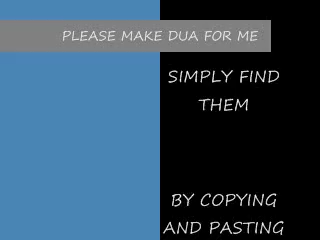 PLEASE MAKE DUA FOR ME
SIMPLY FIND
THEM
BY COPYING
AND PASTING